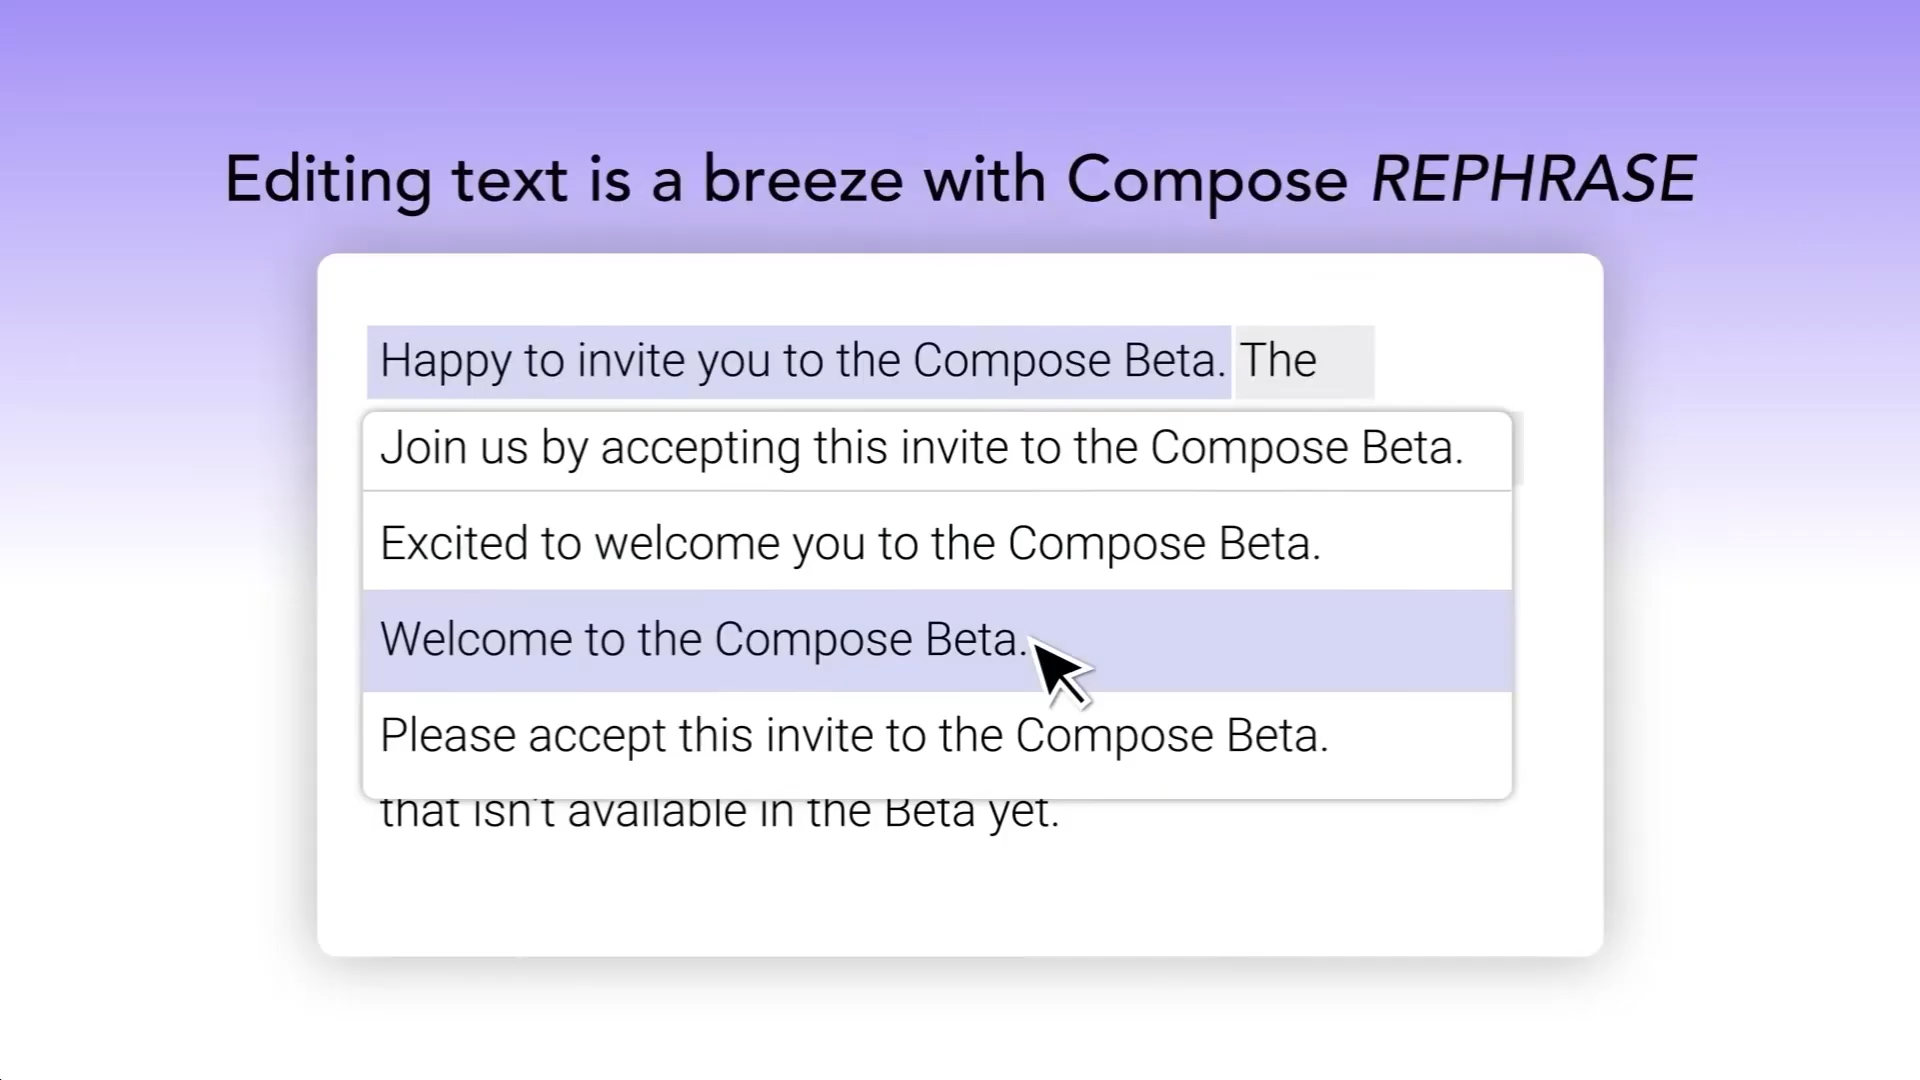 Editing text is a breeze with Compose REPHRASE
Happy to invite you to the Compose Beta. The
Join us by accepting this invite to the Compose Beta.
Excited to welcome you to the Compose Beta.
Welcome to the Compose Beta.
Please accept this invite to the Compose Beta.
that isn't available in the Beta yet.